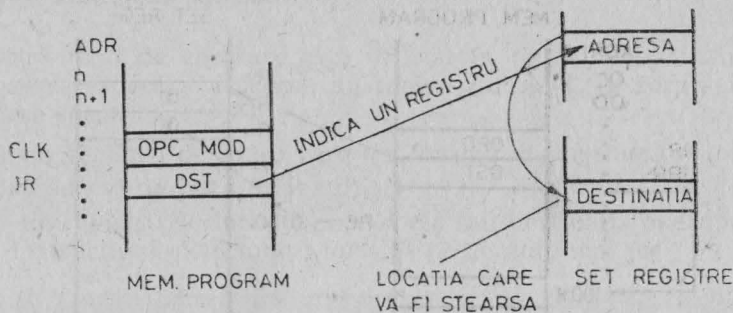 ADR
n
n+1
CLK
IR
OPC MOD
DST
MEM. PROGRAM
INDICA UN REGISTRU
ADRESA
DESTINATIA
LOCATIA CARE
VA FI STEARSA
SET REGISTRE